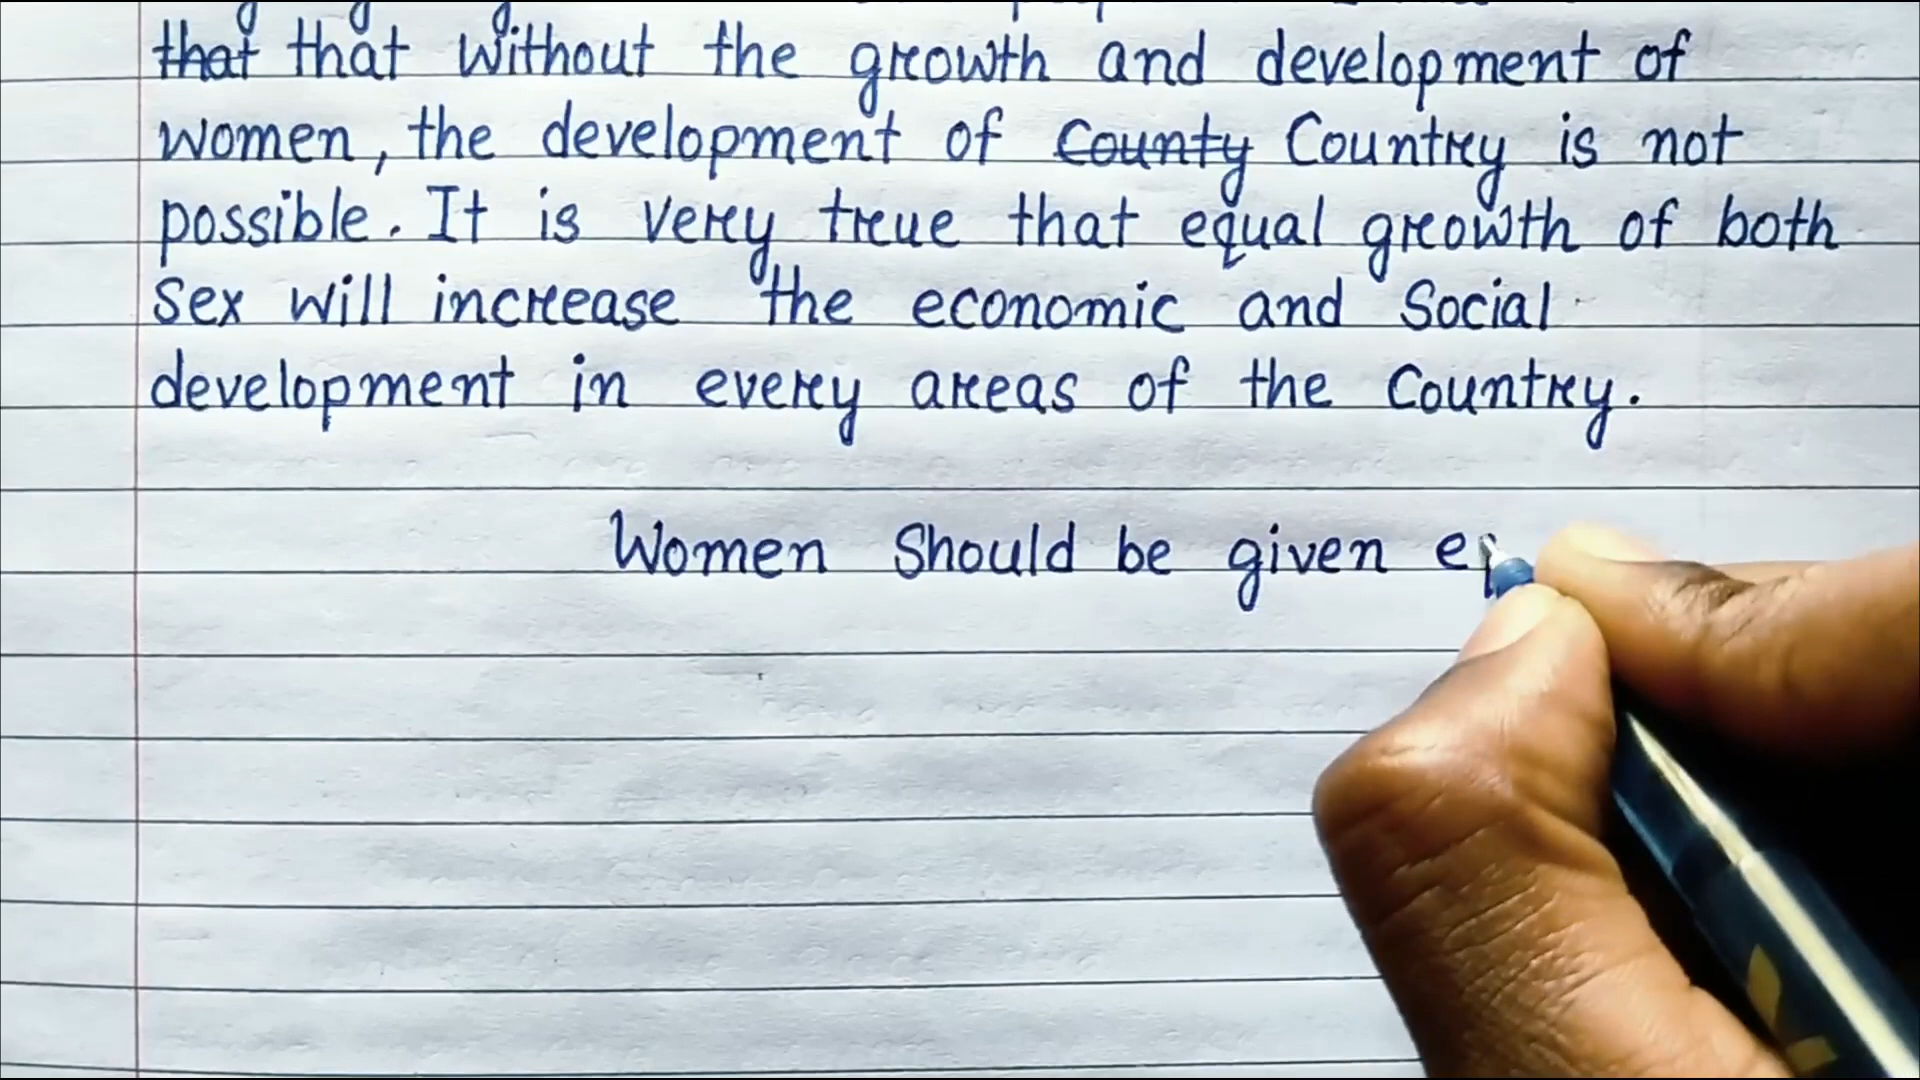 that that without the growth and development of
women, the development of County Country is not
possible. It is very true that equal growth of both
Sex will increase the economic and Social
development in every areas of the Country.
Women Should be given